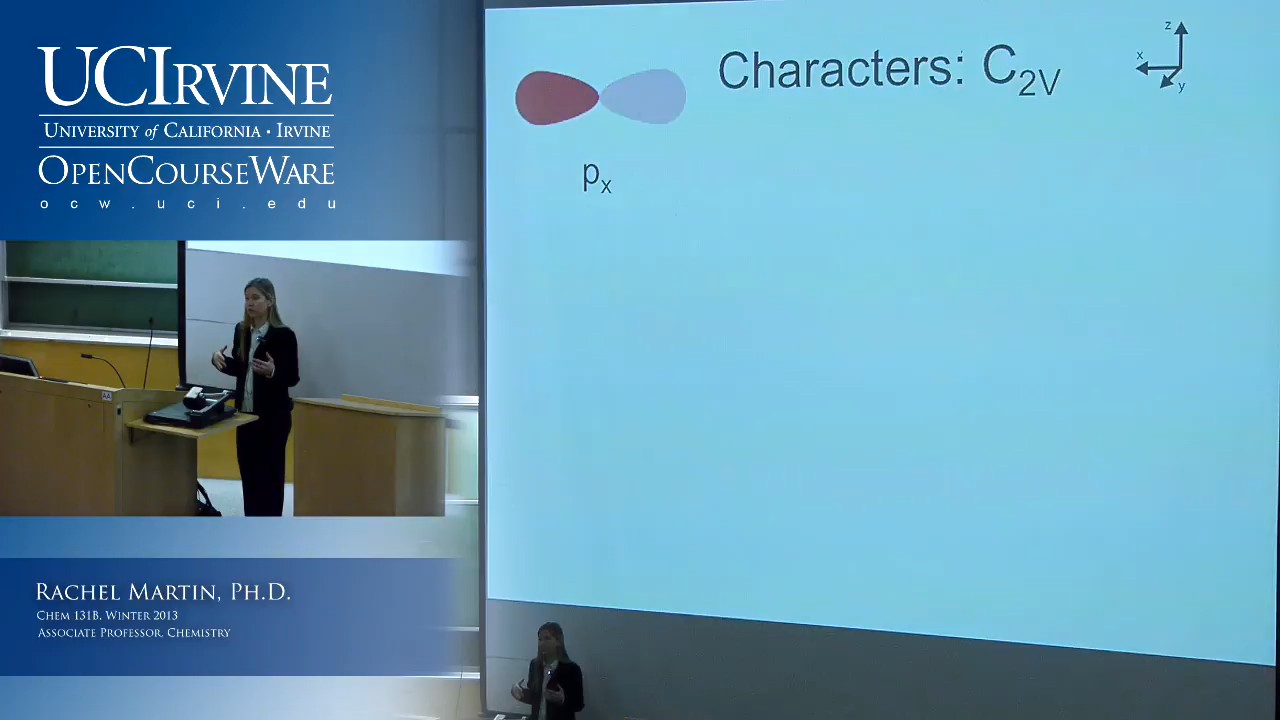 UCIRVINE
UNIVERSITY of CALIFORNIA · IRVINE
OPENCOURSEWARE
ocw.uci.edu
Characters: C2V
z
x
y
px
AA
RACHEL MARTIN, PH.D.
CHEM 131B, WINTER 2013
ASSOCIATE PROFESSOR, CHEMISTRY